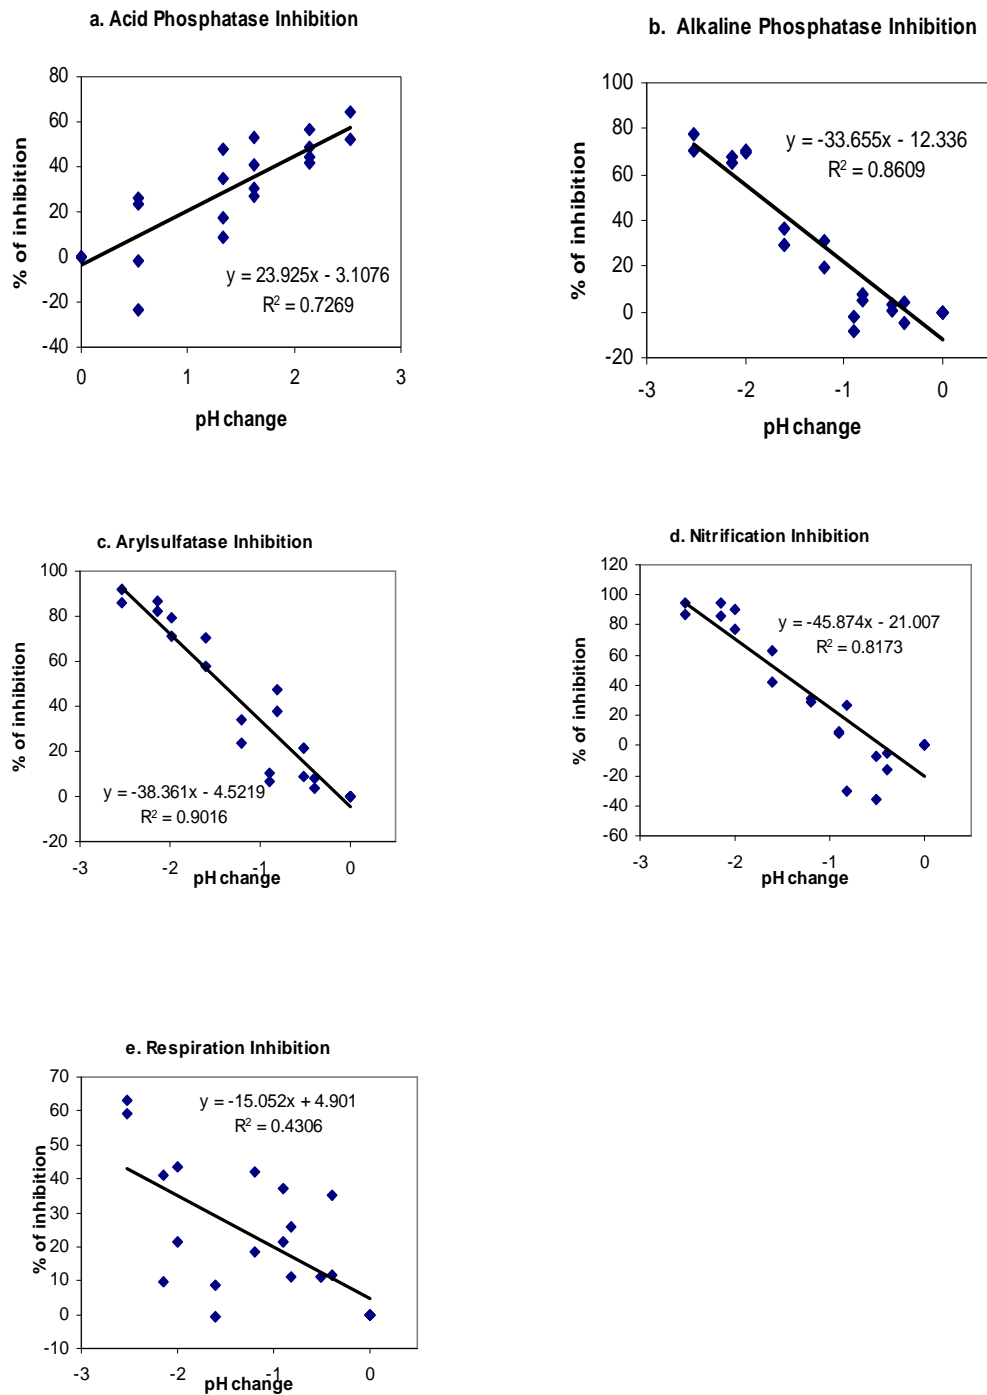 a. Acid Phosphatase Inhibition
80
60
40
20
0
-20
-40
% of inhibition
y = 23.925x - 3.1076
R² = 0.7269
0 1 2 3
pH change
b. Alkaline Phosphatase Inhibition
100
80
60
40
20
0
-20
% of inhibition
y = -33.655x - 12.336
R² = 0.8609
-3 -2 -1 0
pH change
c. Arylsulfatase Inhibition
100
80
60
40
20
0
-20
% of inhibition
y = -38.361x - 4.5219
R² = 0.9016
-3 -2 -1 0
pH change
d. Nitrification Inhibition
120
100
80
60
40
20
0
-20
-40
-60
% of inhibition
y = -45.874x - 21.007
R² = 0.8173
-3 -2 -1 0
pH change
e. Respiration Inhibition
70
60
50
40
30
20
10
0
-10
% of inhibition
y = -15.052x + 4.901
R² = 0.4306
-3 -2 -1 0
pH change